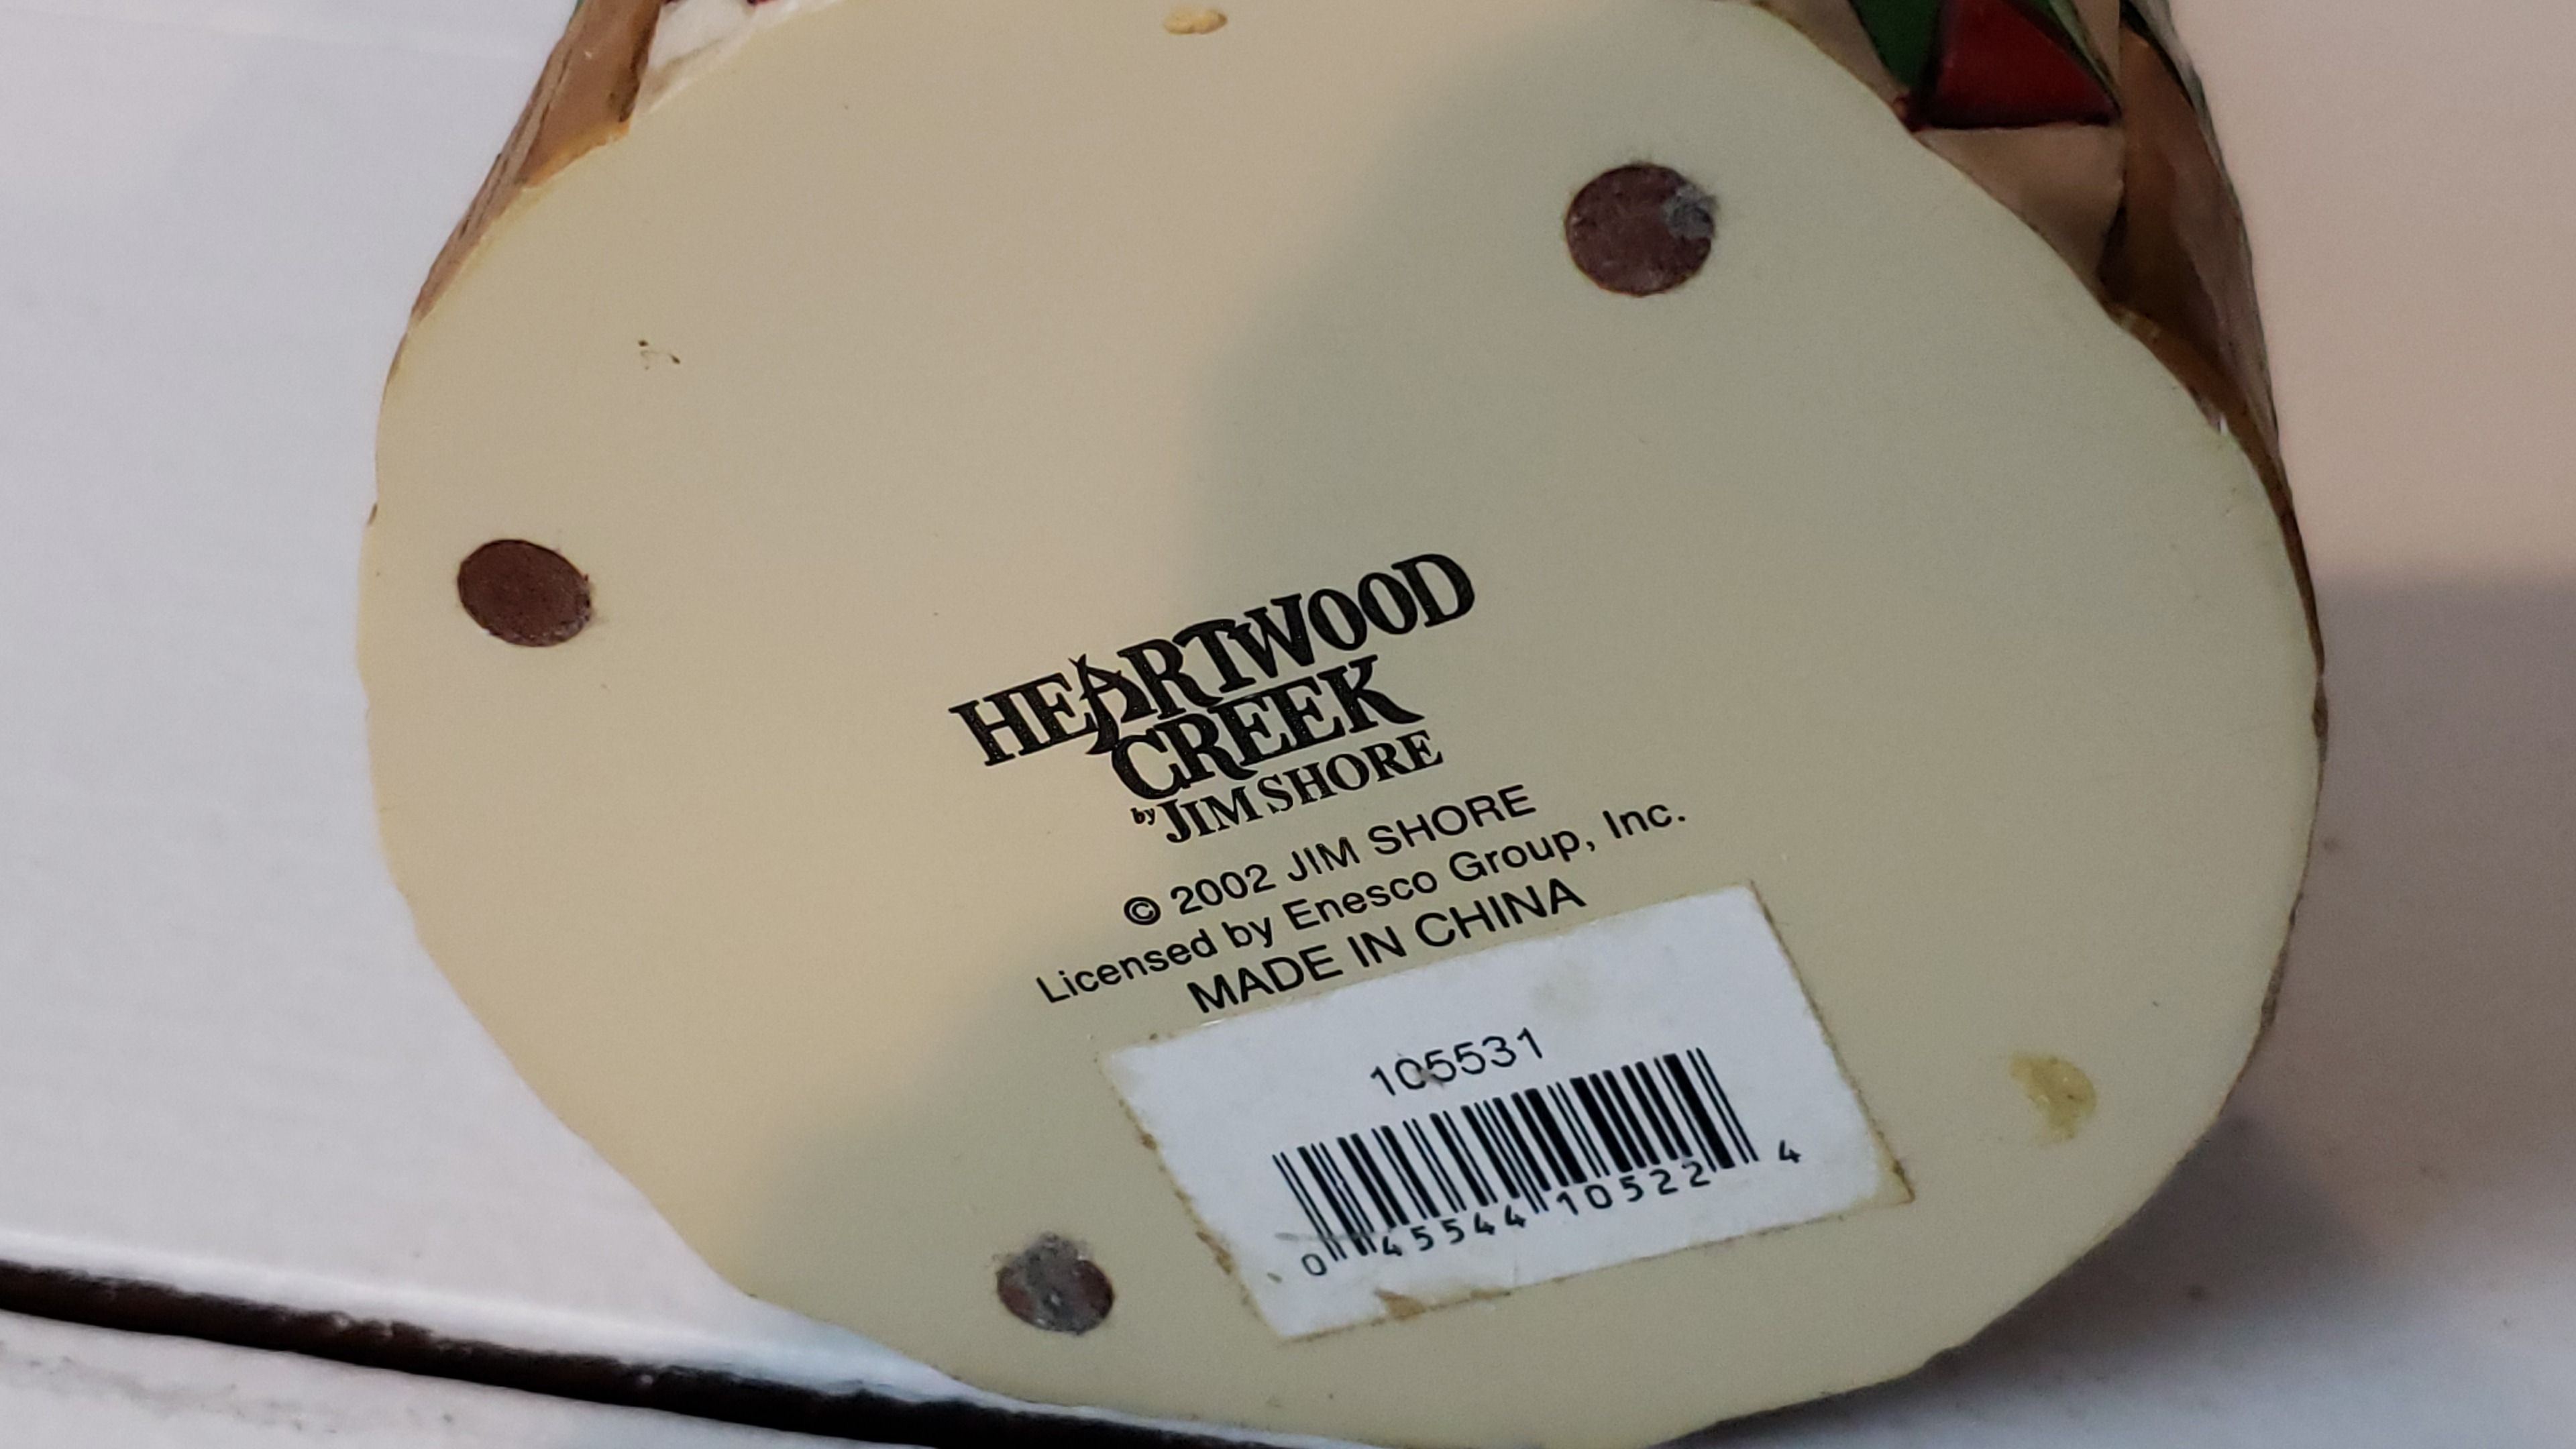 HEARTWOOD
CREEK
by JIM SHORE
© 2002 JIM SHORE
Licensed by Enesco Group, Inc.
MADE IN CHINA
105531
0 45544 10522 4